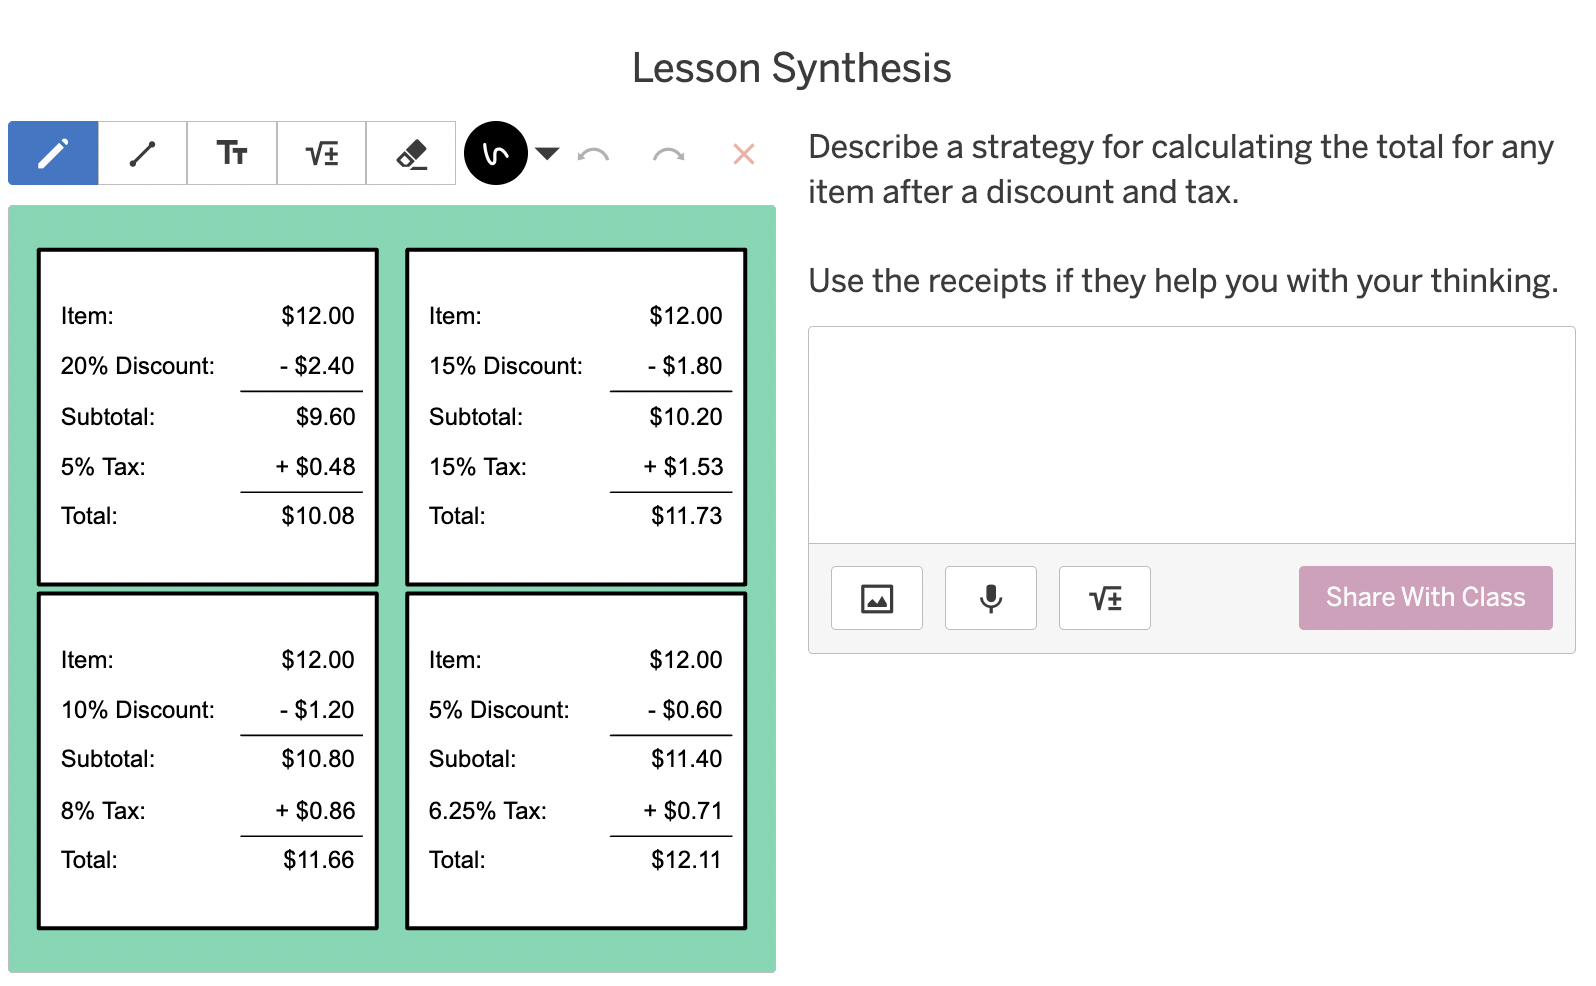 Lesson Synthesis
Describe a strategy for calculating the total for any
item after a discount and tax.
Use the receipts if they help you with your thinking.
Item: $12.00
20% Discount: - $2.40
Subtotal: $9.60
5% Tax: + $0.48
Total: $10.08
Item: $12.00
15% Discount: - $1.80
Subtotal: $10.20
15% Tax: + $1.53
Total: $11.73
Item: $12.00
10% Discount: - $1.20
Subtotal: $10.80
8% Tax: + $0.86
Total: $11.66
Item: $12.00
5% Discount: - $0.60
Subotal: $11.40
6.25% Tax: + $0.71
Total: $12.11
Share With Class